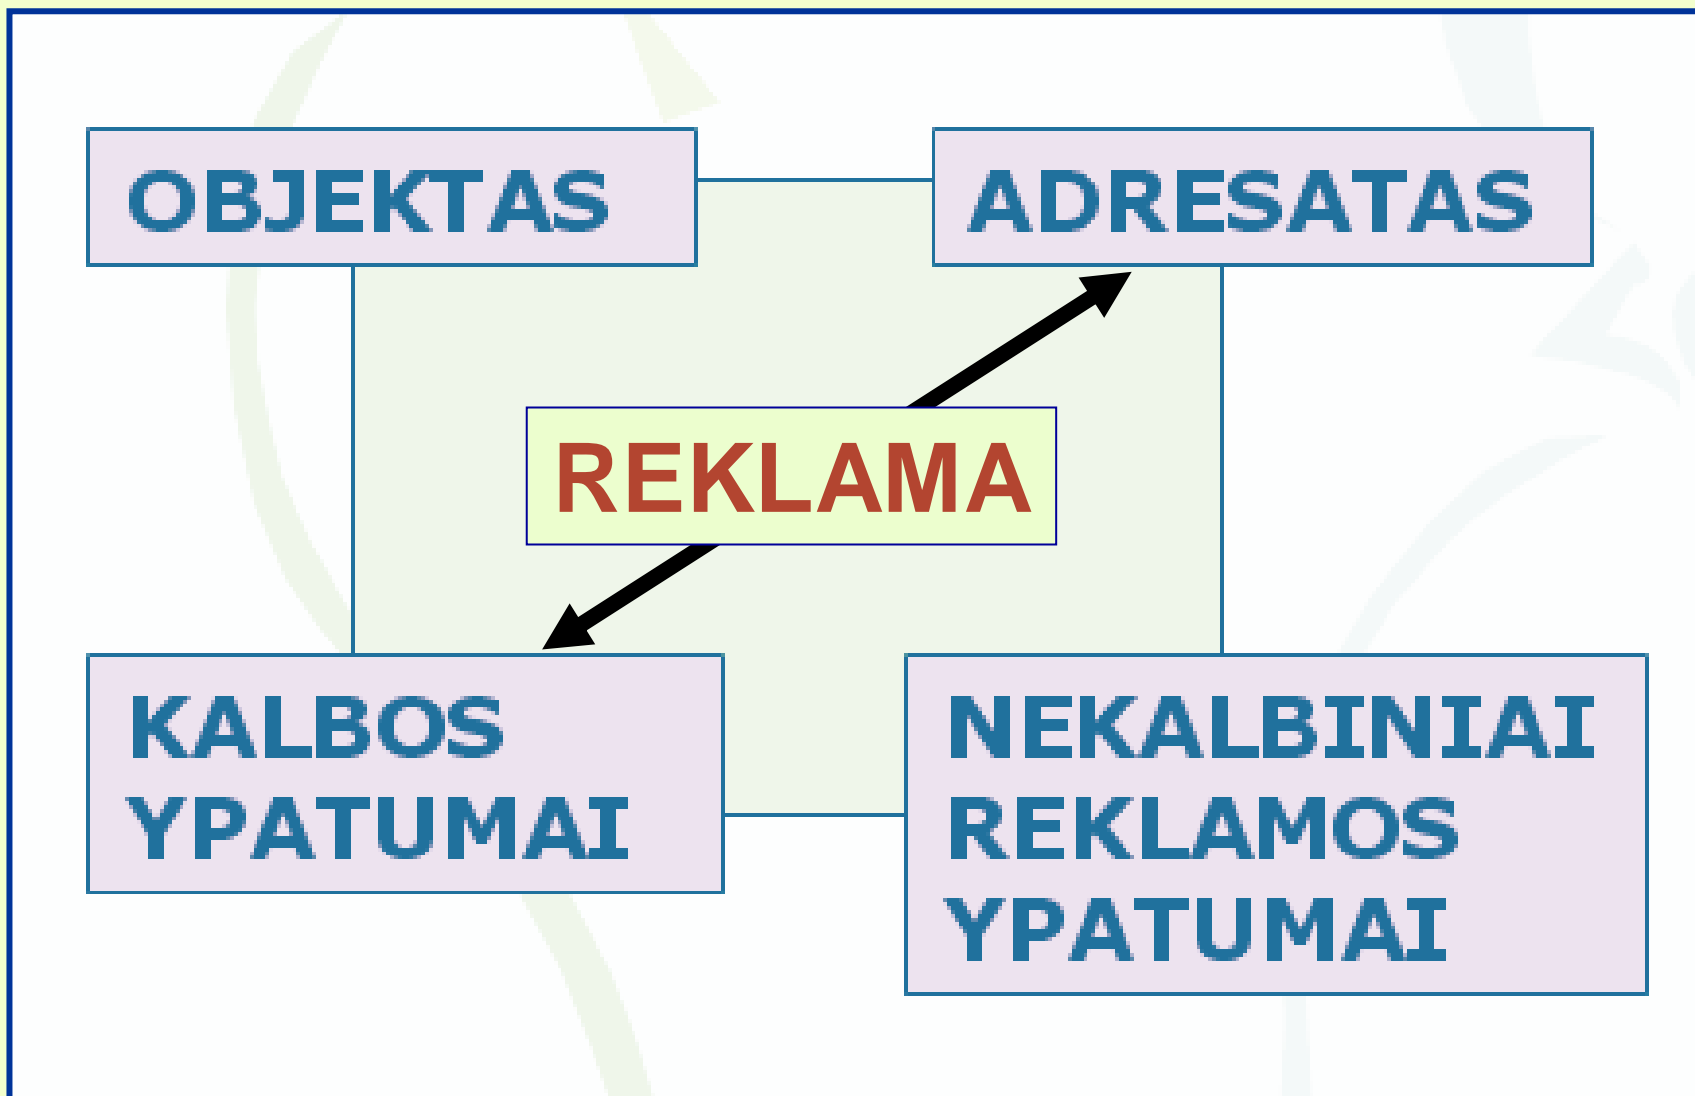 OBJEKTAS
ADRESATAS
REKLAMA
KALBOS
YPATUMAI
NEKALBINIAI
REKLAMOS
YPATUMAI